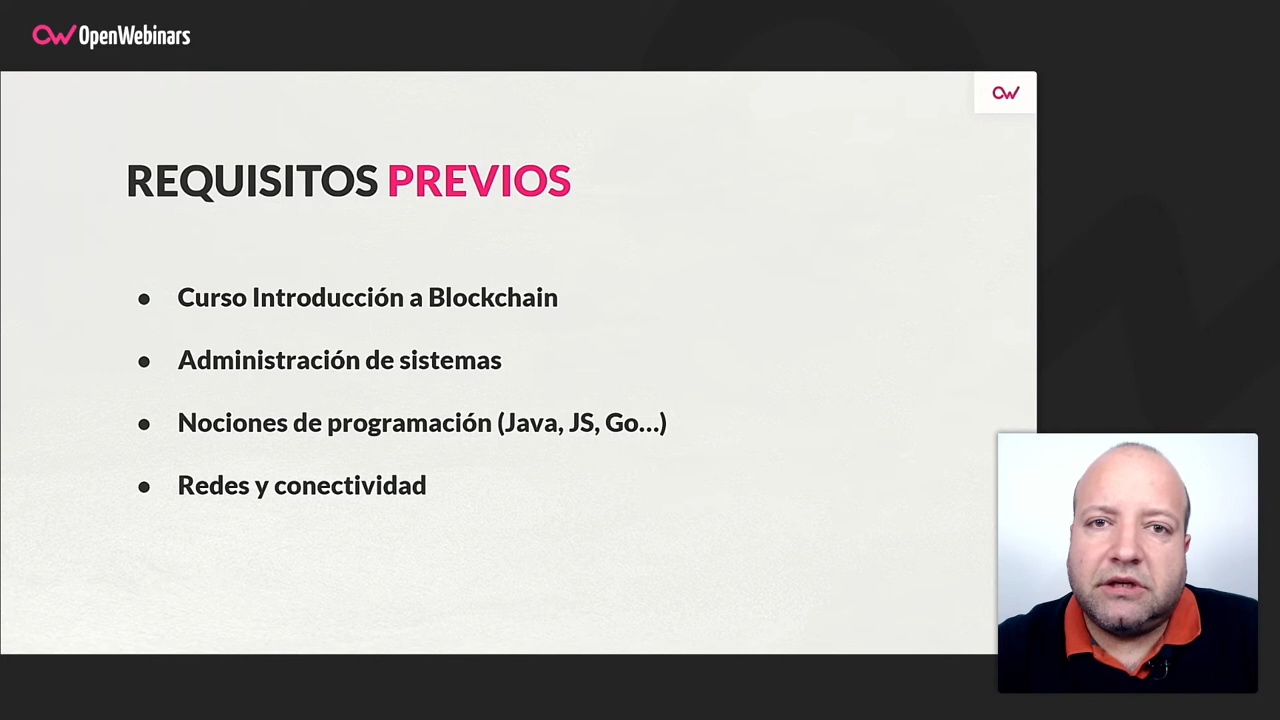 OpenWebinars
REQUISITOS PREVIOS
● Curso Introducción a Blockchain
● Administración de sistemas
● Nociones de programación (Java, JS, Go...)
● Redes y conectividad